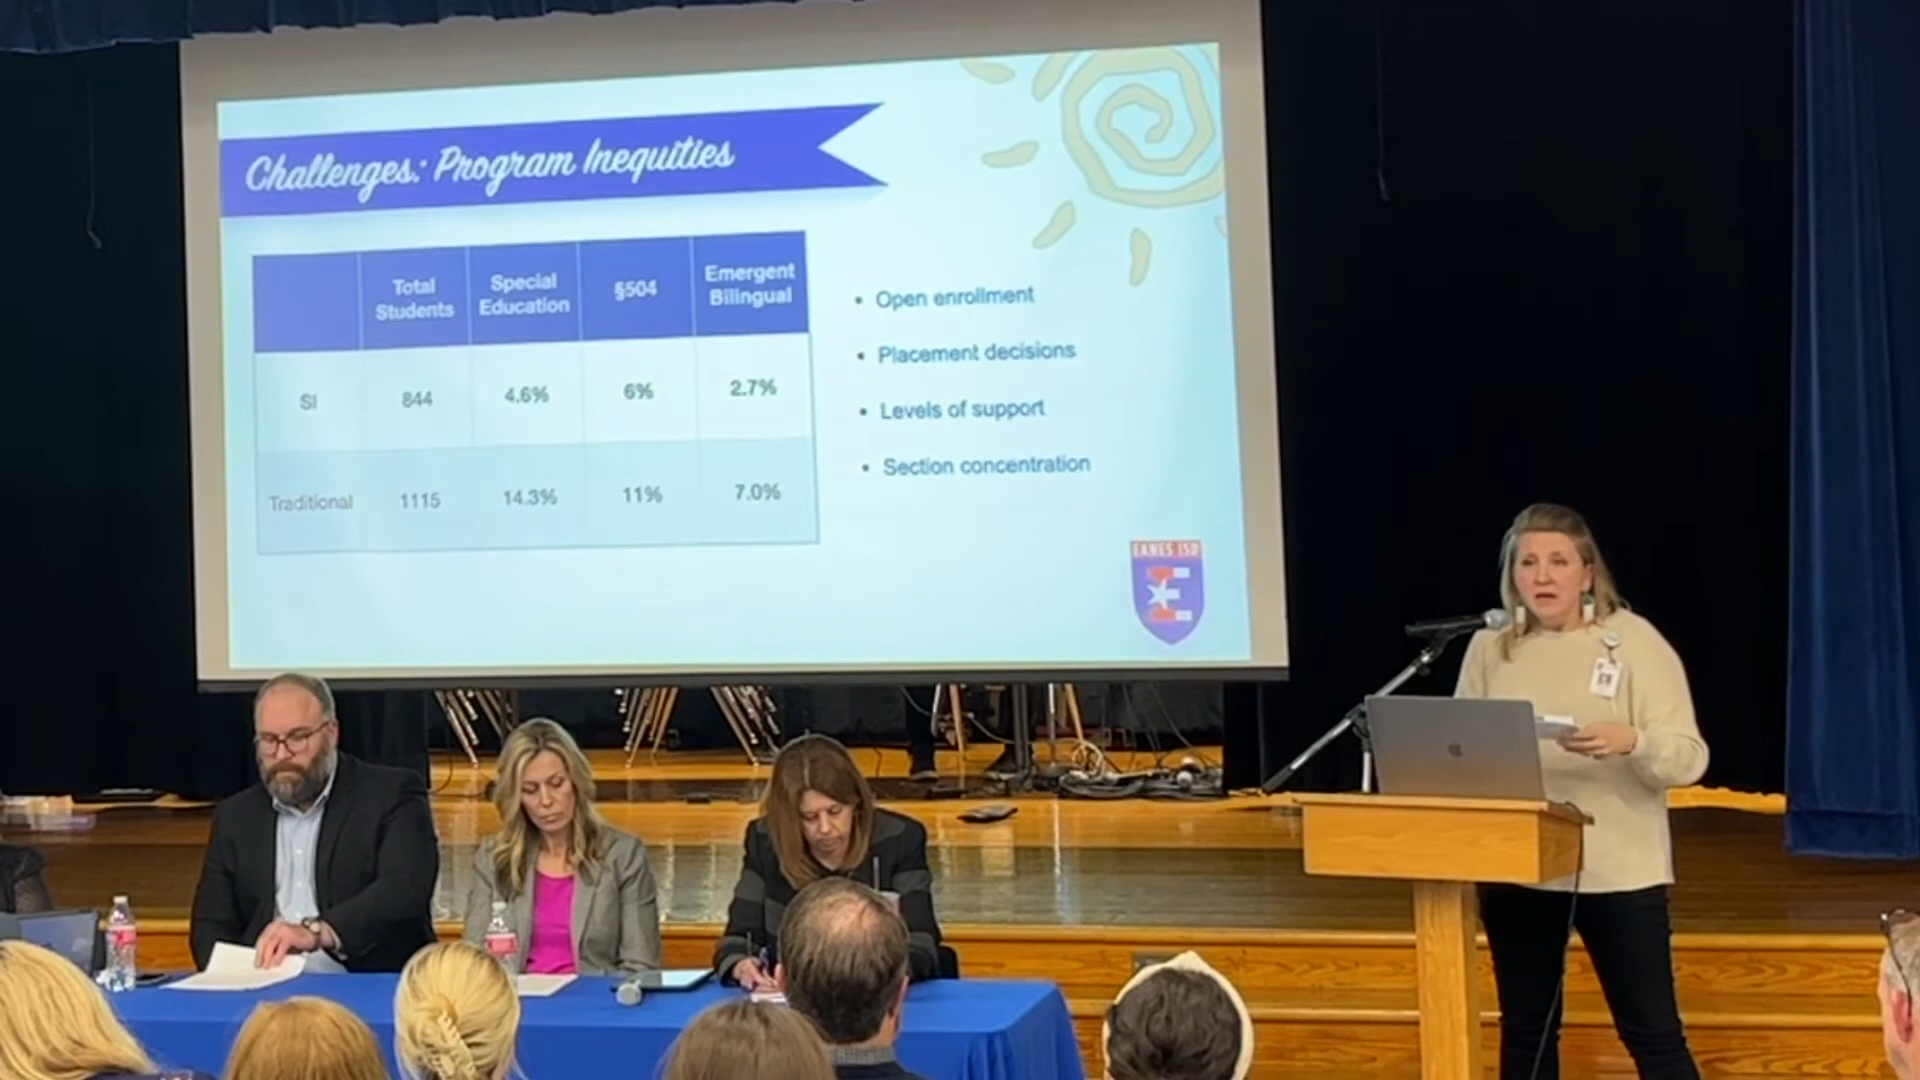 Challenges: Program Inequities
Total Students
Special Education
§504
Emergent Bilingual
SI
844
4.6%
6%
2.7%
Traditional
1115
14.3%
11%
7.0%
• Open enrollment
• Placement decisions
• Levels of support
• Section concentration
EANES ISD
E